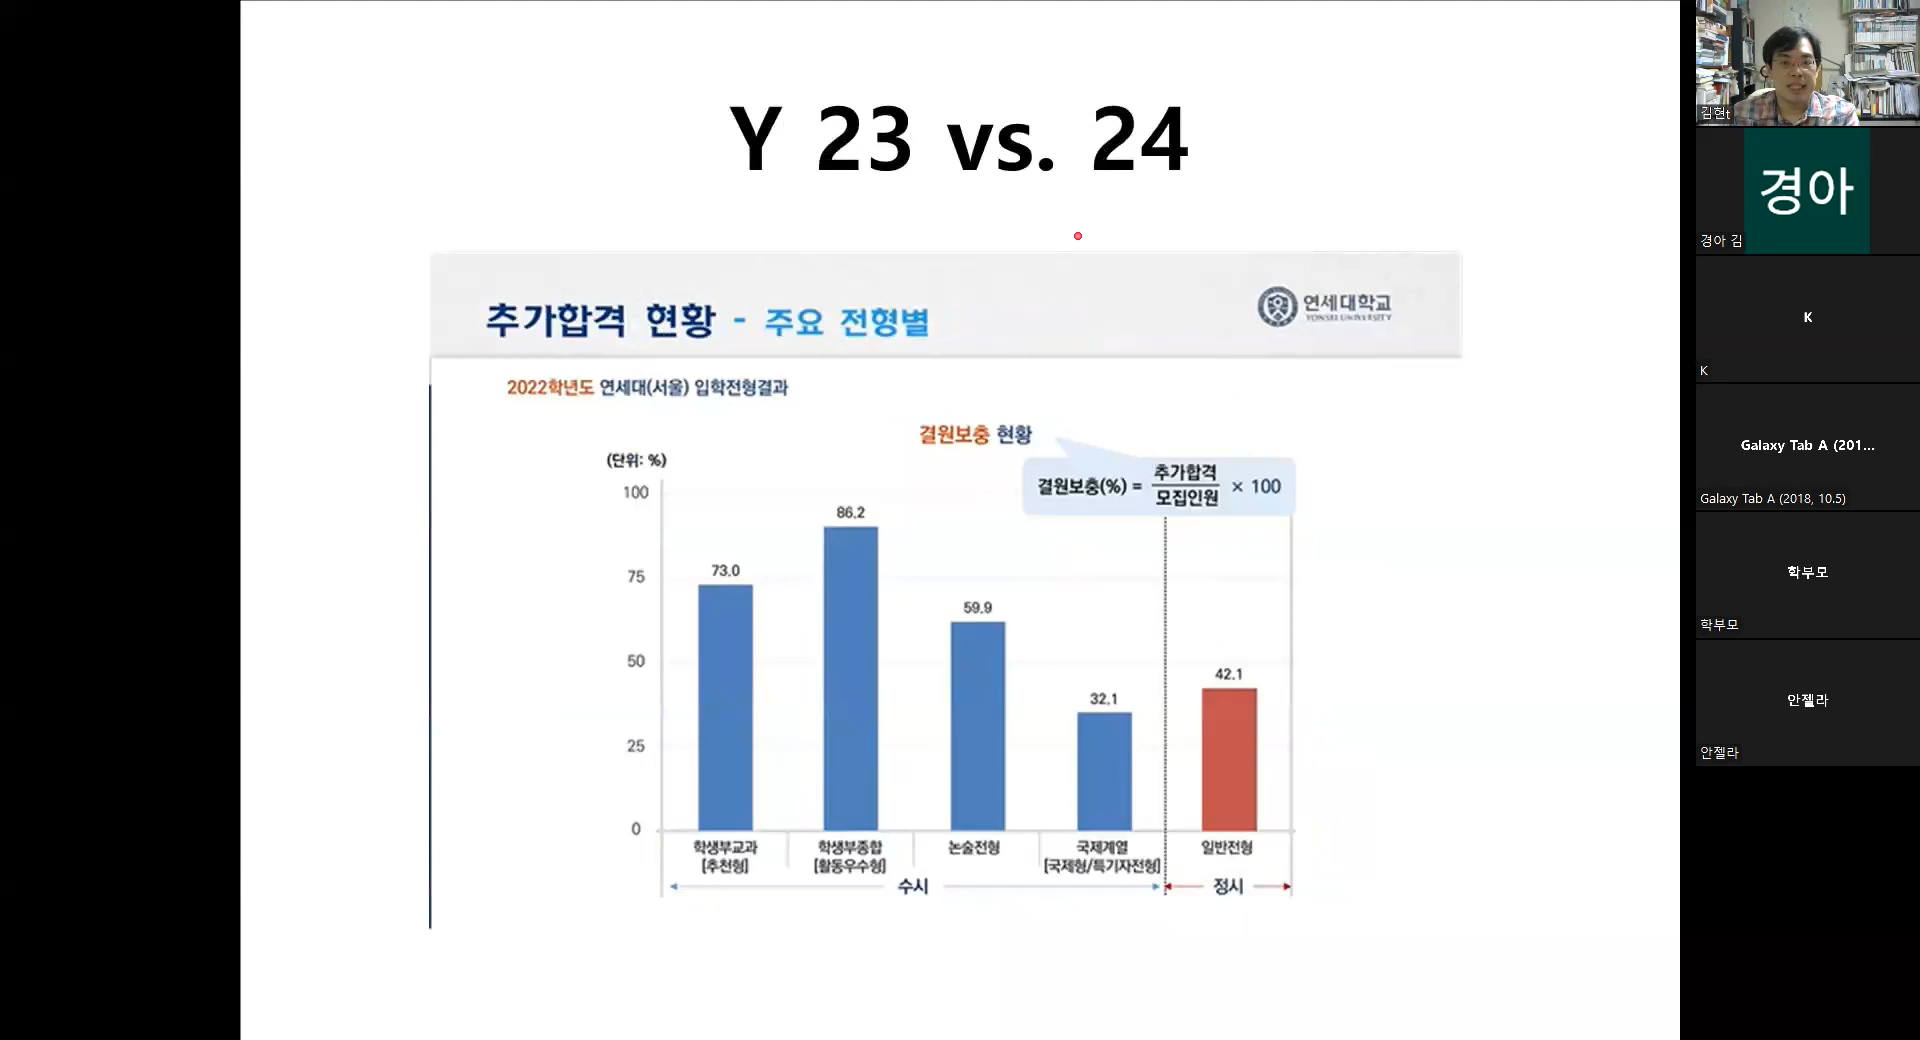 Y 23 vs. 24
추가합격 현황 - 주요 전형별
연세대학교
YONSEI UNIVERSITY
2022학년도 연세대(서울) 입학전형결과
결원보충 현황
(단위: %)
결원보충(%) = 추가합격 / 모집인원 × 100
100
75
50
25
0
73.0
86.2
59.9
32.1
42.1
학생부교과
[추천형]
학생부종합
[활동우수형]
논술전형
국제계열
[국제형/특기자전형]
일반전형
수시
정시
김현t
경아
경아 김
K
K
Galaxy Tab A (201...
Galaxy Tab A (2018, 10.5)
학부모
학부모
안젤라
안젤라